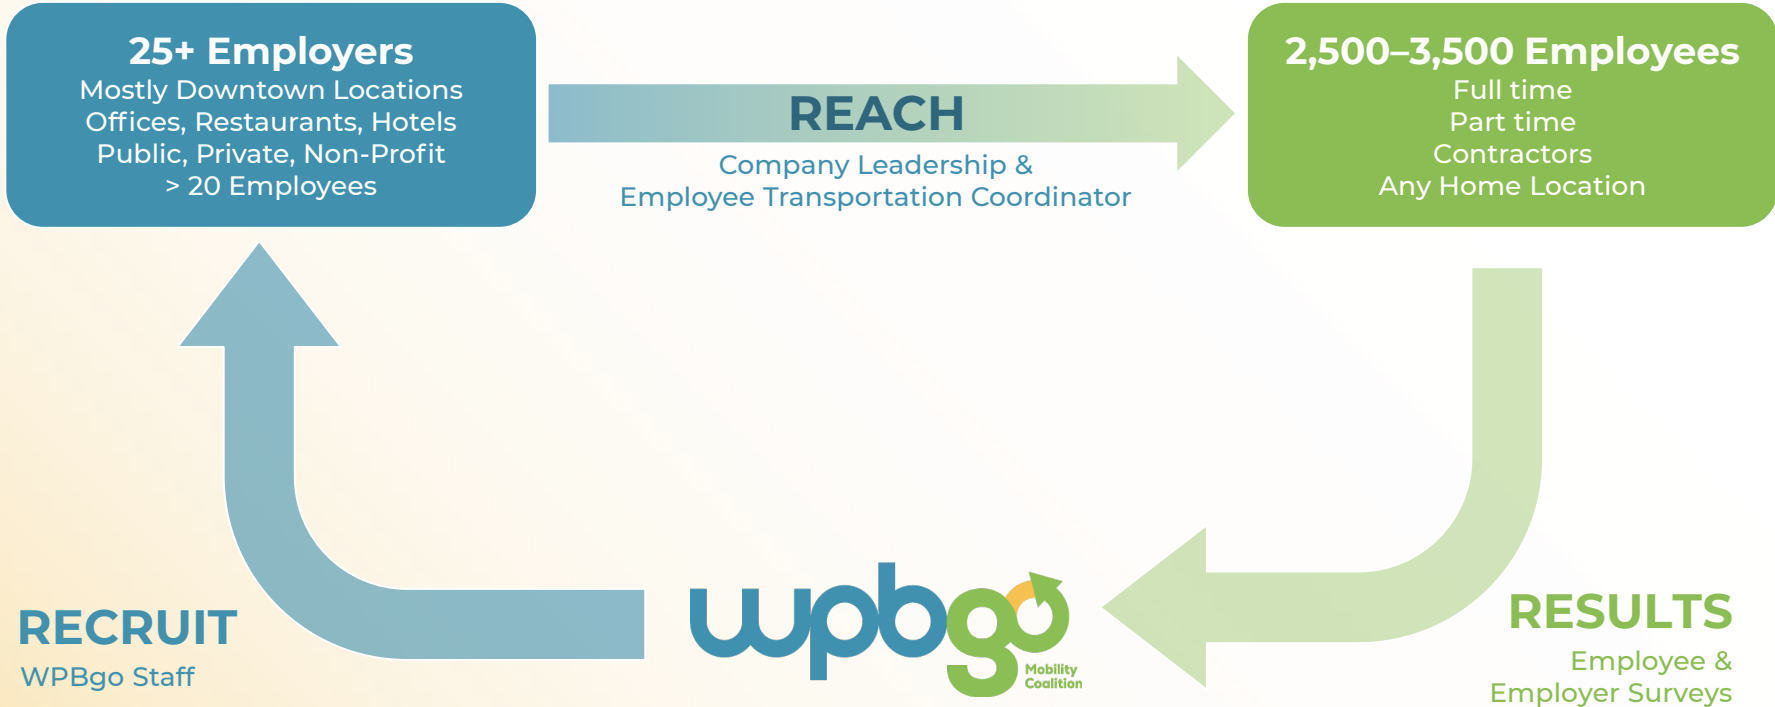 25+ Employers
Mostly Downtown Locations
Offices, Restaurants, Hotels
Public, Private, Non-Profit
> 20 Employees
REACH
Company Leadership &
Employee Transportation Coordinator
2,500–3,500 Employees
Full time
Part time
Contractors
Any Home Location
RECRUIT
WPBgo Staff
wpbgo
Mobility
Coalition
RESULTS
Employee &
Employer Surveys